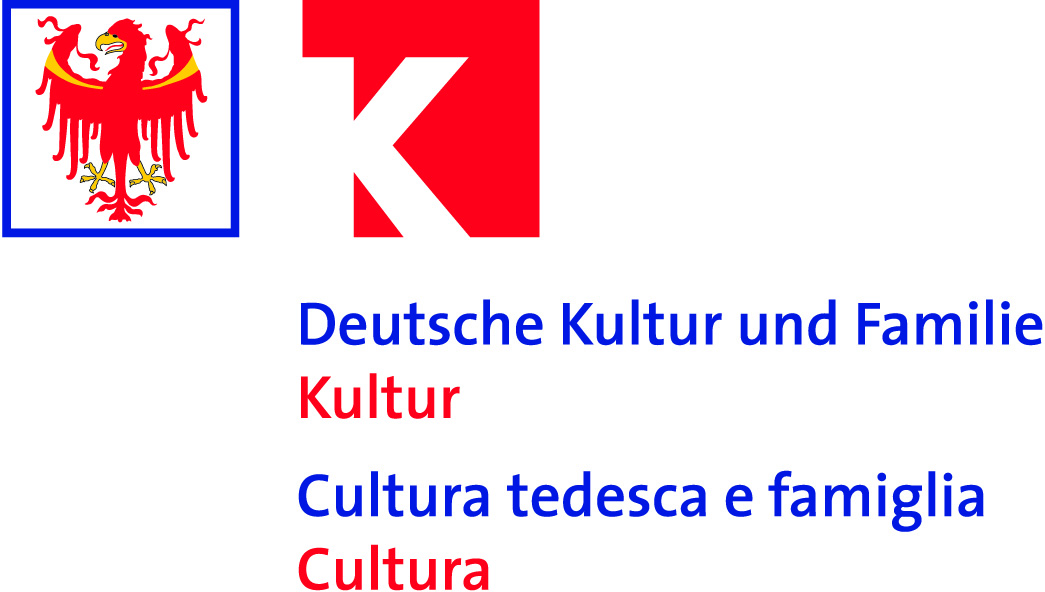 K
Deutsche Kultur und Familie
Kultur
Cultura tedesca e famiglia
Cultura